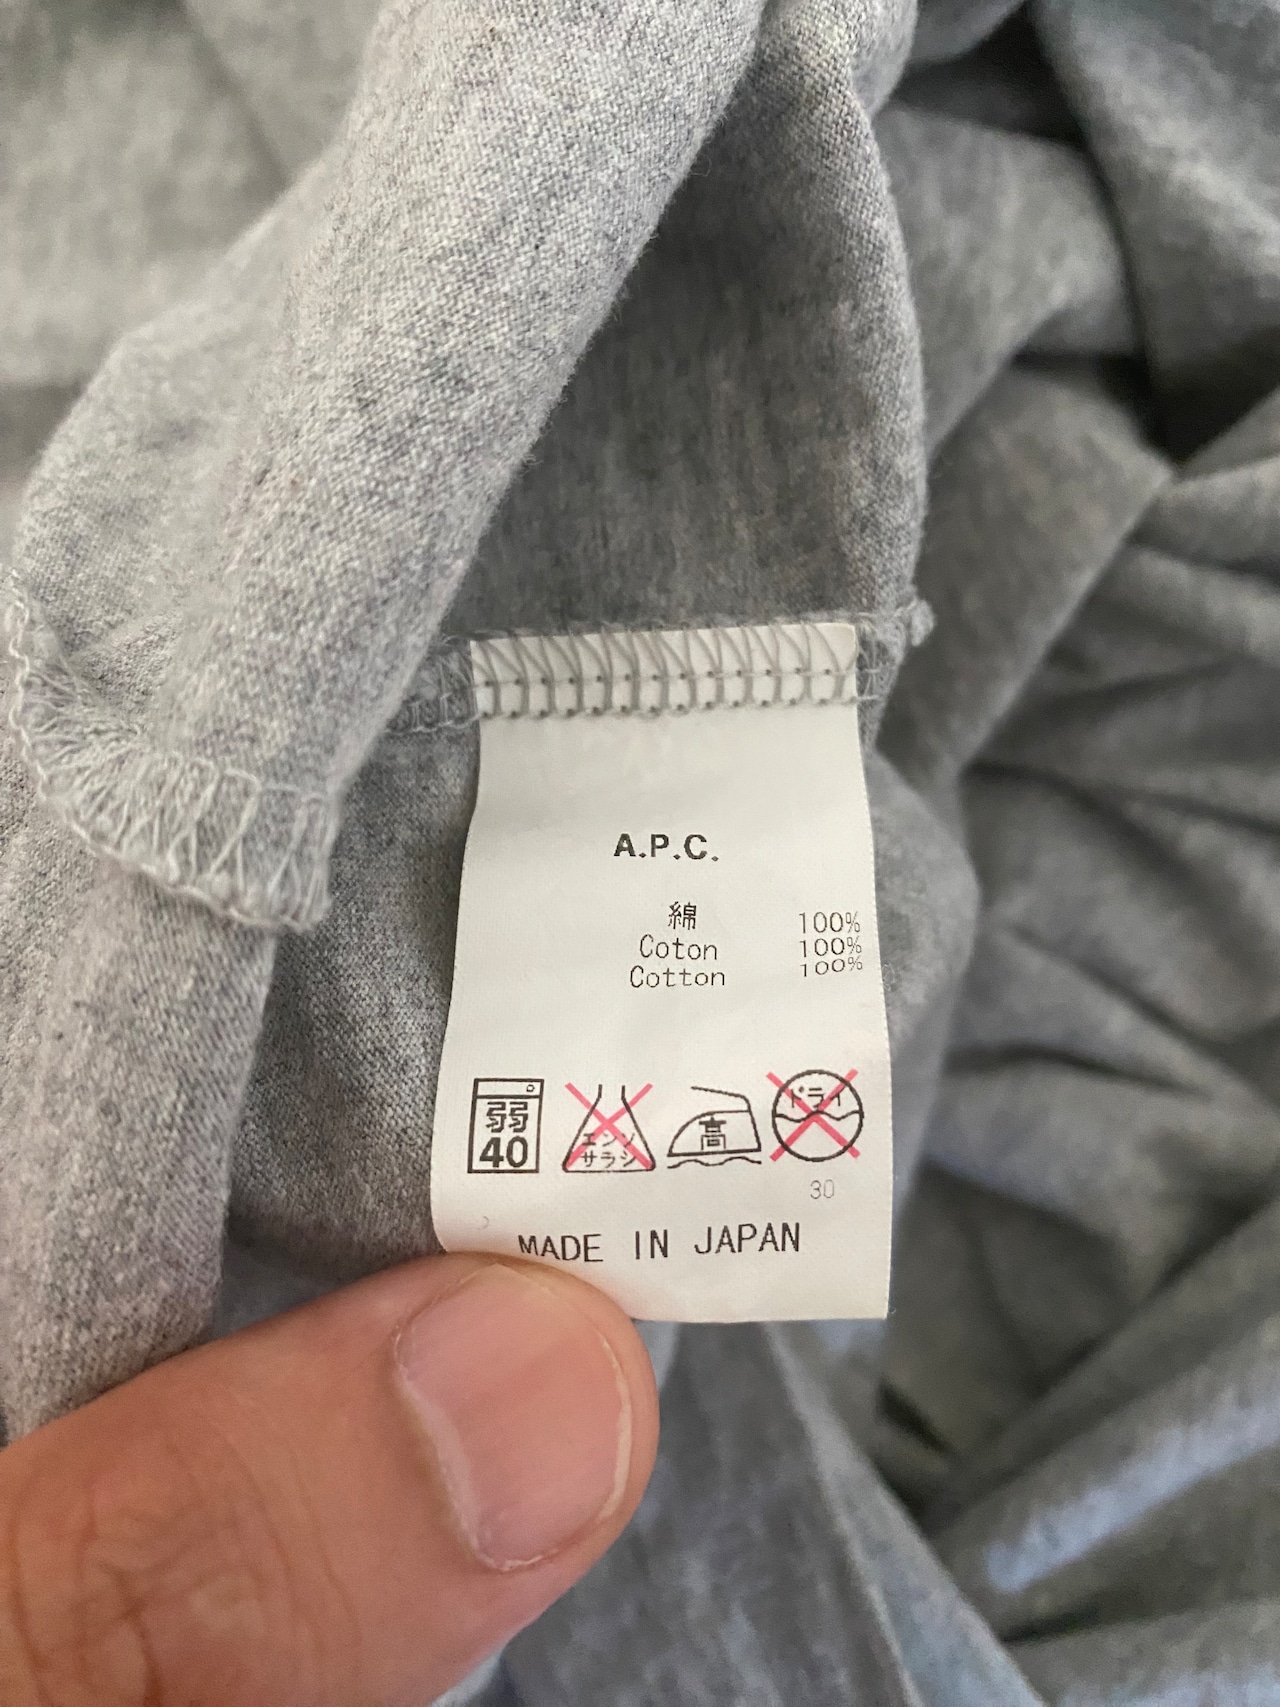 A.P.C.
綿 100%
Coton 100%
Cotton 100%
弱 エンソ 高 ドライ
40 サラシ
30
MADE IN JAPAN